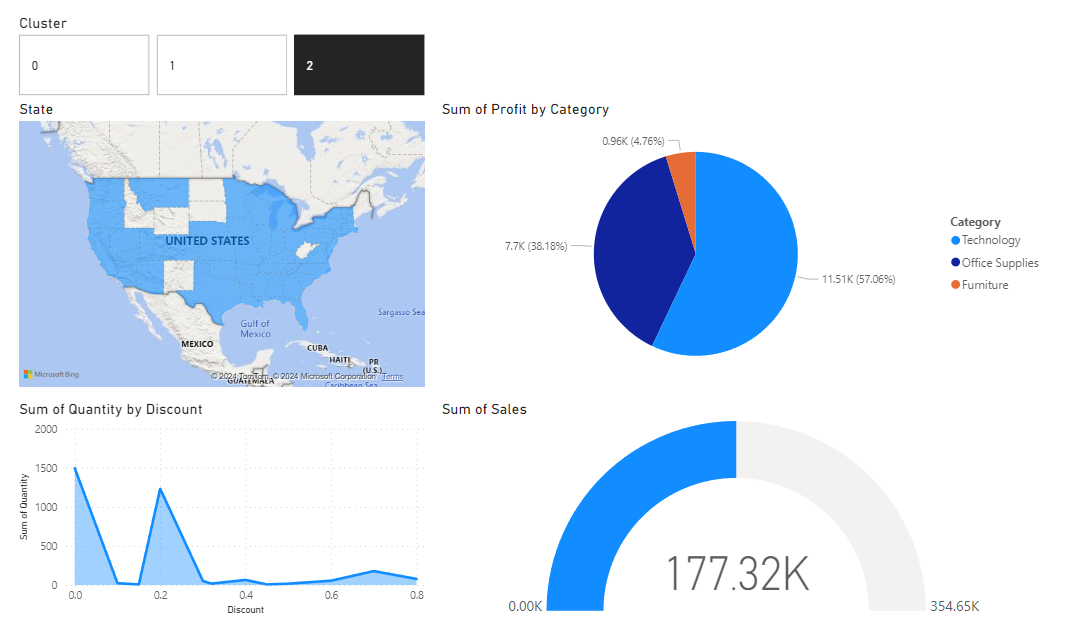 Cluster
0
1
2
State
UNITED STATES
Sargasso Sea
Gulf of
Mexico
MEXICO
CUBA
HAITI
PR
(U.S.)
Microsoft Bing
© 2024 TomTom, © 2024 Microsoft Corporation Terms
GUATEMALA
Caribbean Sea
Sum of Profit by Category
0.96K (4.76%)
7.7K (38.18%)
11.51K (57.06%)
Category
Technology
Office Supplies
Furniture
Sum of Quantity by Discount
2000
1500
1000
500
0
Sum of Quantity
0.0
0.2
0.4
0.6
0.8
Discount
Sum of Sales
177.32K
0.00K
354.65K